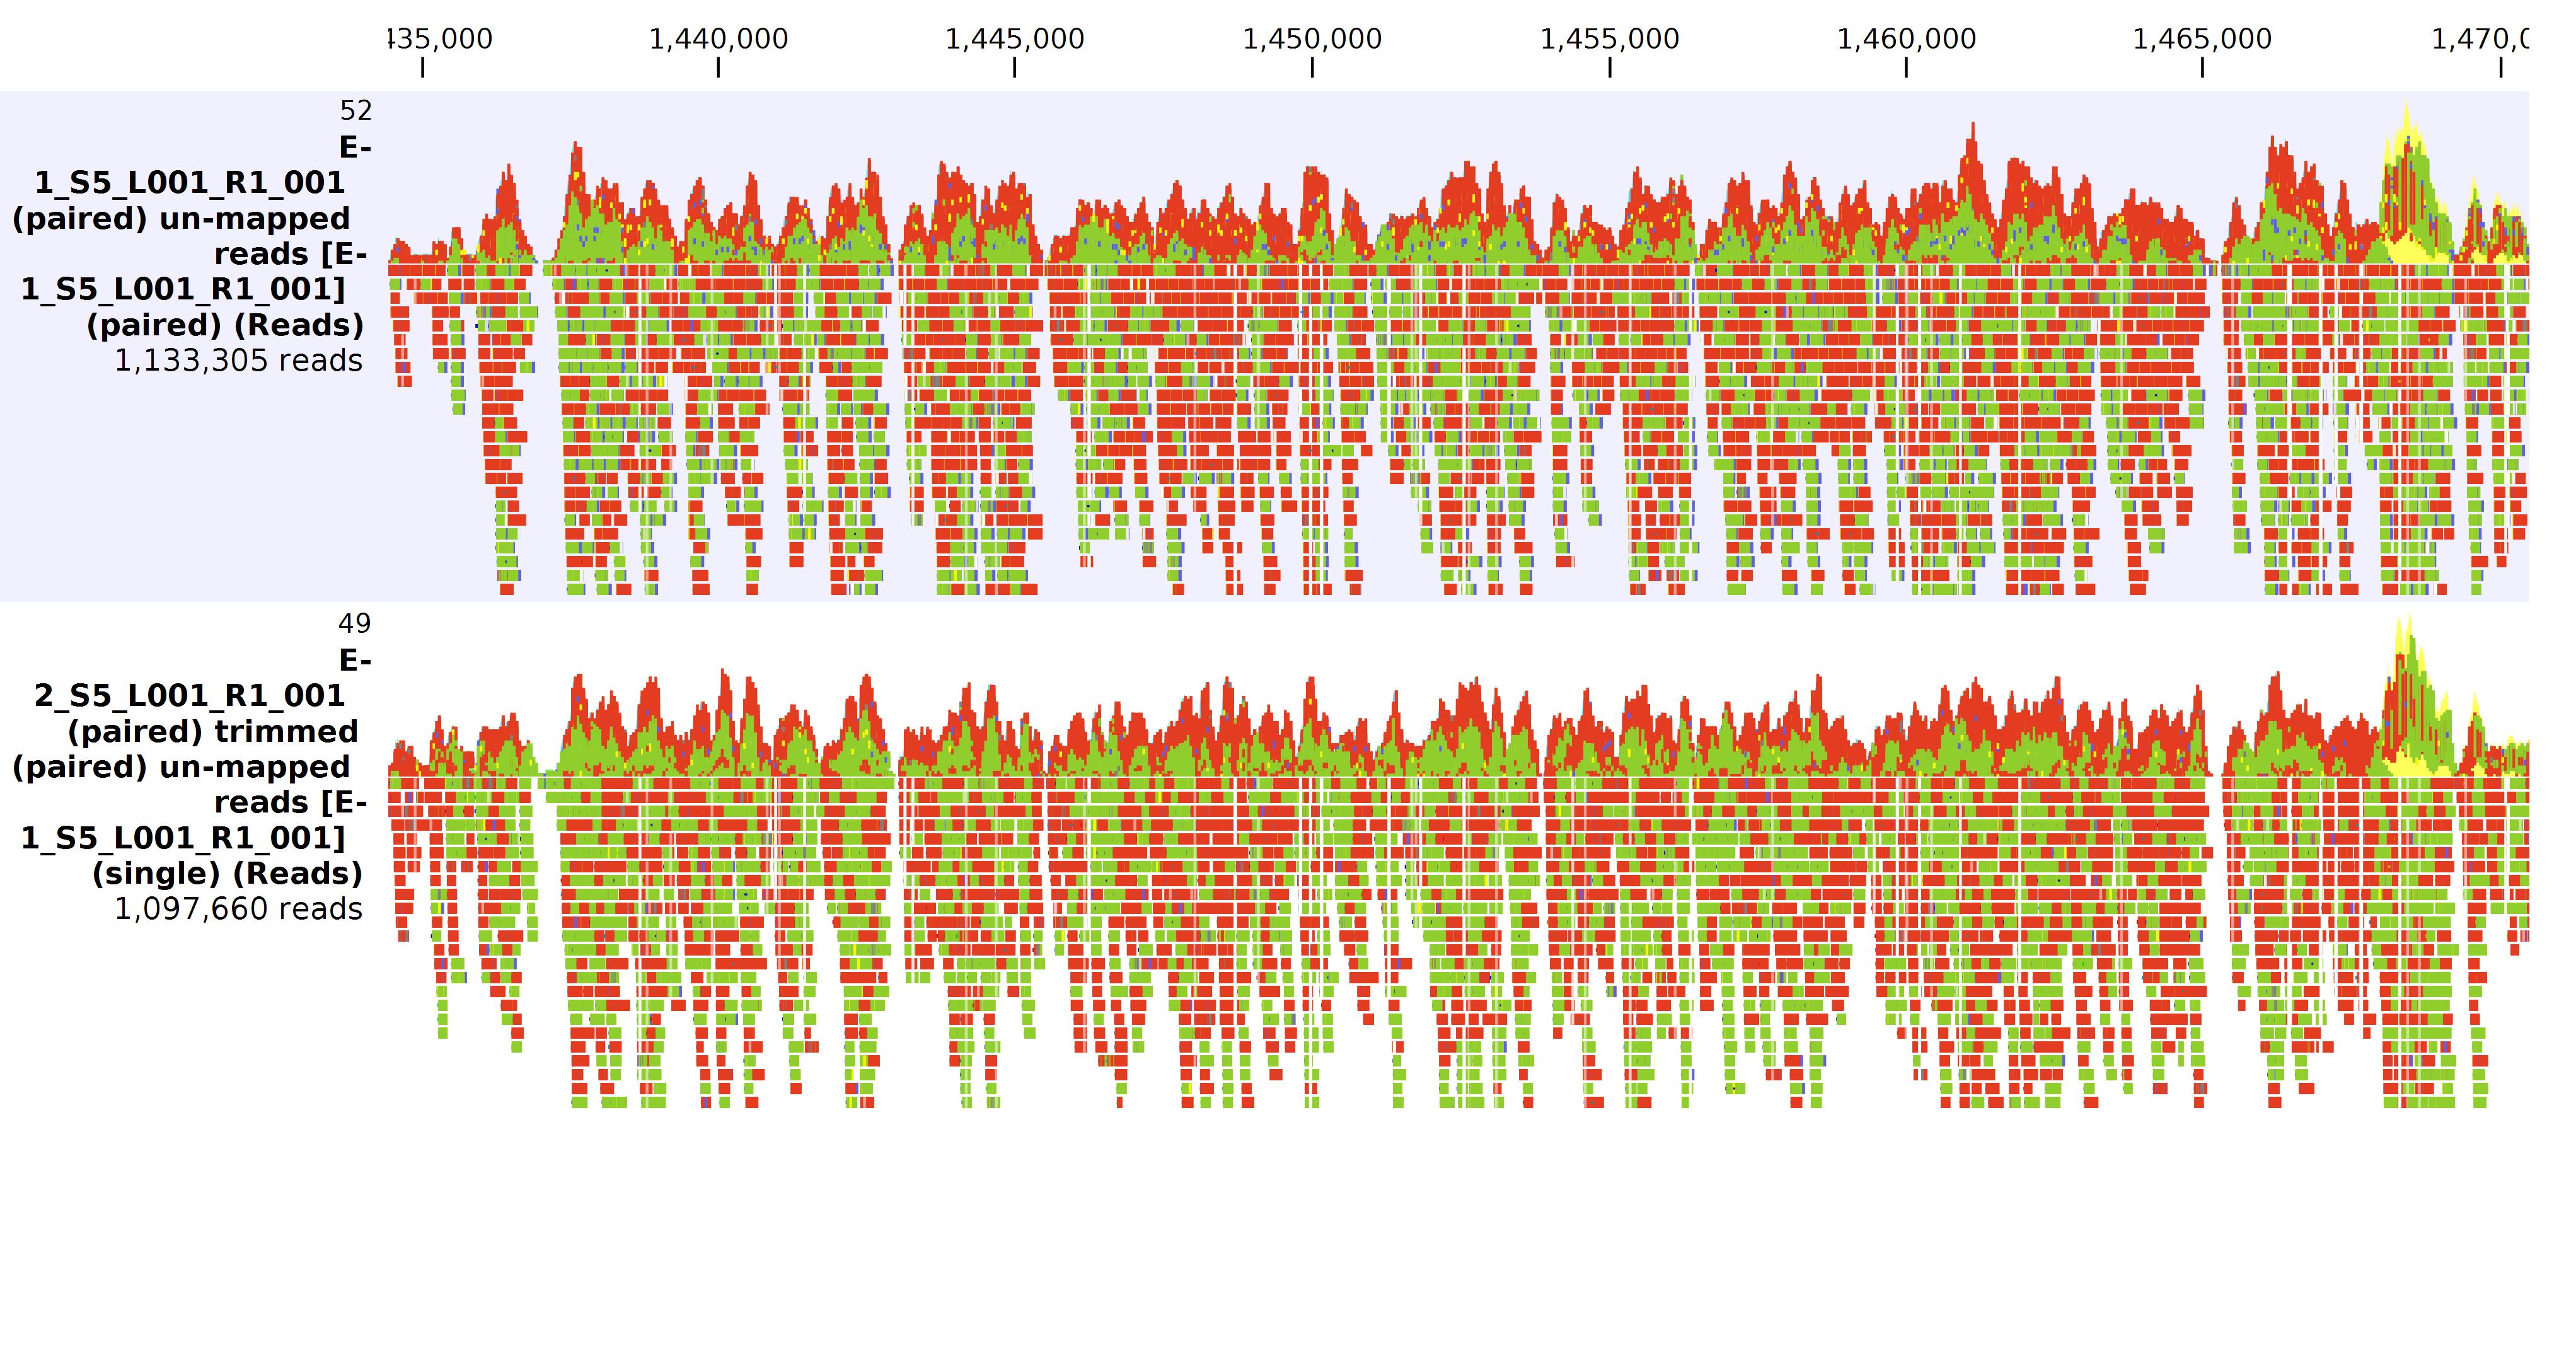 435,000 1,440,000 1,445,000 1,450,000 1,455,000 1,460,000 1,465,000 1,470,0
52
E-
1_S5_L001_R1_001
(paired) un-mapped
reads [E-
1_S5_L001_R1_001]
(paired) (Reads)
1,133,305 reads
49
E-
2_S5_L001_R1_001
(paired) trimmed
(paired) un-mapped
reads [E-
1_S5_L001_R1_001]
(single) (Reads)
1,097,660 reads